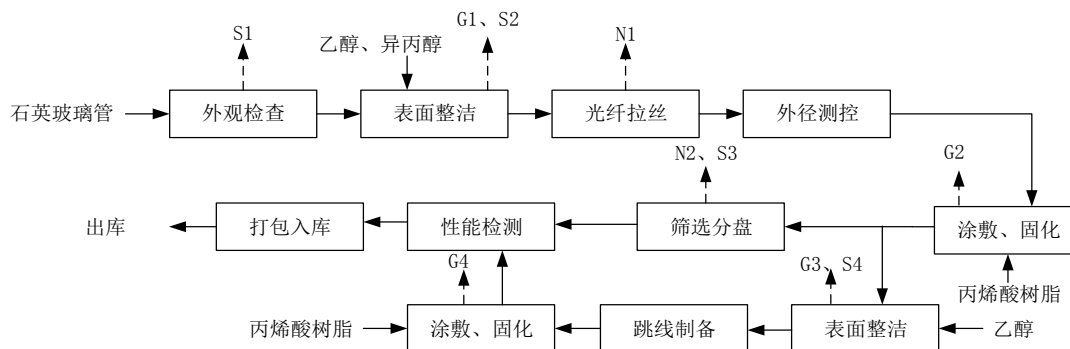 S1
G1、S2
N1
乙醇、异丙醇
石英玻璃管
外观检查
表面整洁
光纤拉丝
外径测控
N2、S3
G2
出库
打包入库
性能检测
筛选分盘
涂敷、固化
G4
G3、S4
丙烯酸树脂
丙烯酸树脂
涂敷、固化
跳线制备
表面整洁
乙醇